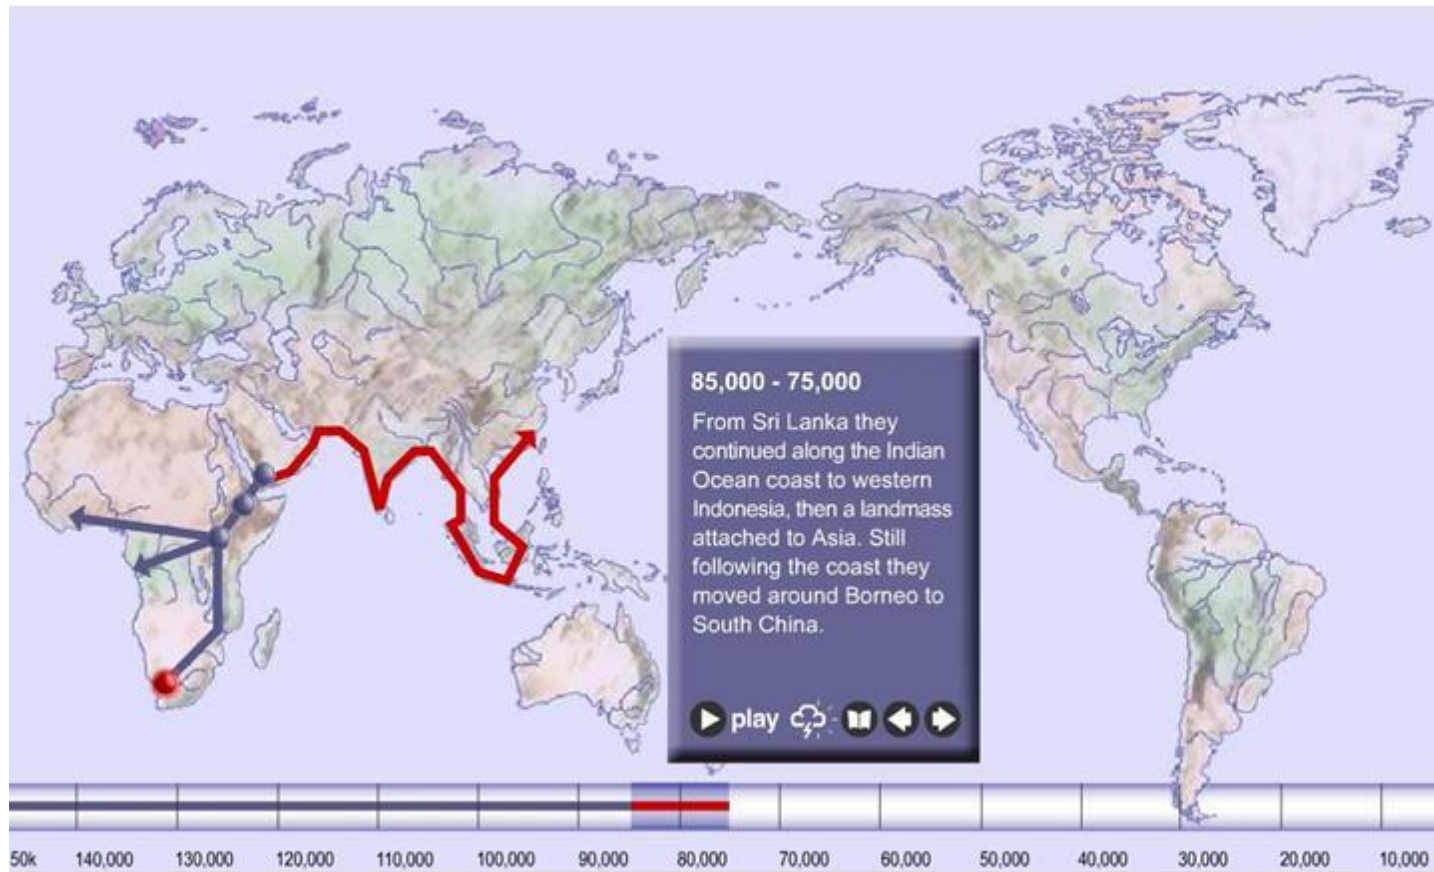 85,000 - 75,000
From Sri Lanka they
continued along the Indian
Ocean coast to western
Indonesia, then a landmass
attached to Asia. Still
following the coast they
moved around Borneo to
South China.
play
50k 140,000 130,000 120,000 110,000 100,000 90,000 80,000 70,000 60,000 50,000 40,000 30,000 20,000 10,000